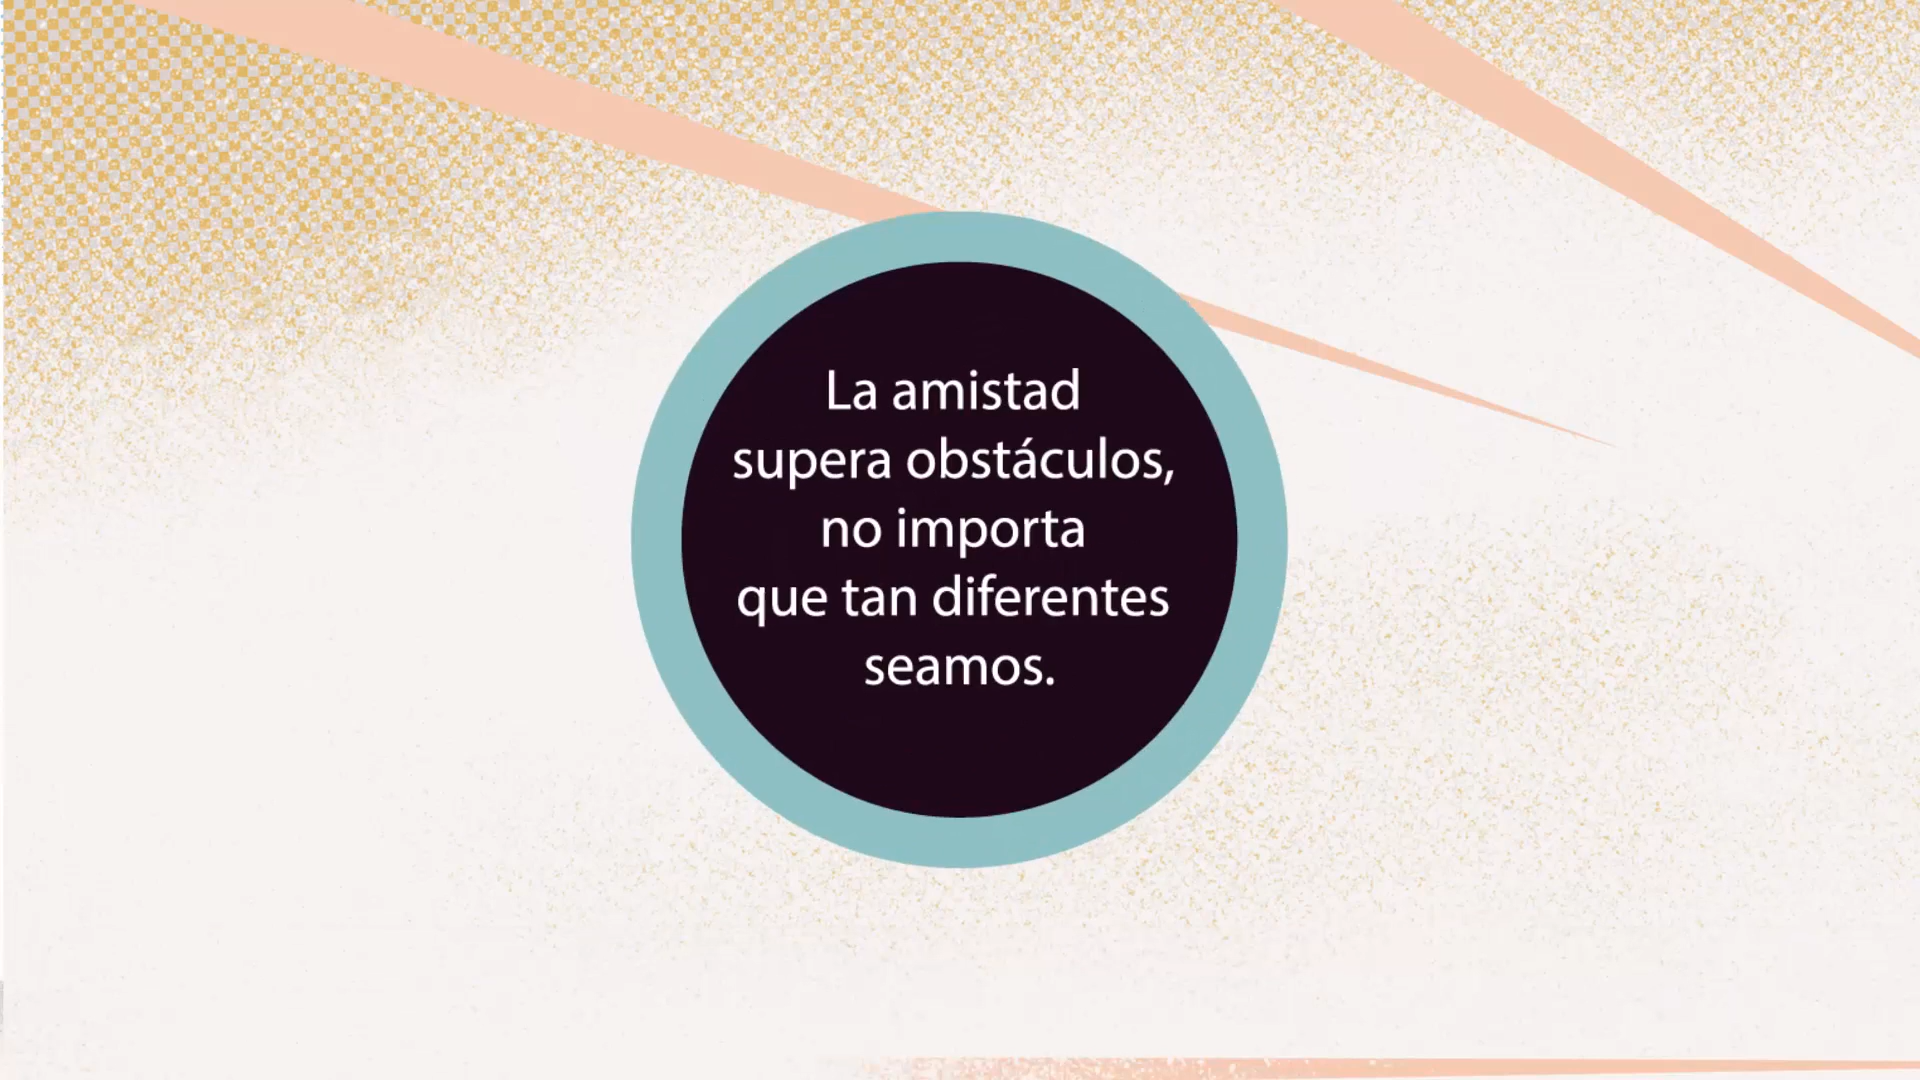 La amistad
supera obstáculos,
no importa
que tan diferentes
seamos.